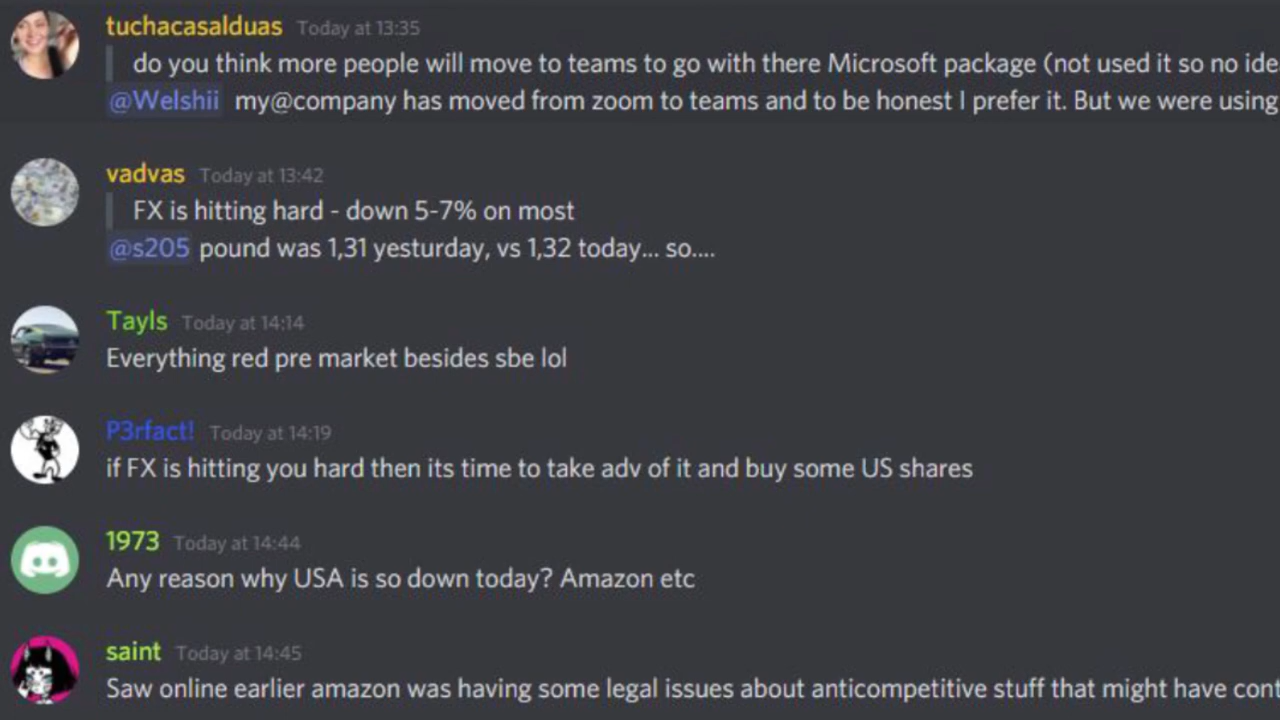 tuchacasalduas Today at 13:35
do you think more people will move to teams to go with there Microsoft package (not used it so no
@Welshii my@company has moved from zoom to teams and to be honest I prefer it. But we were using
vadvas Today at 13:42
FX is hitting hard - down 5-7% on most
@s205 pound was 1,31 yesturday, vs 1,32 today... so....
Tayls Today at 14:14
Everything red pre market besides sbe lol
P3rfact! Today at 14:19
if FX is hitting you hard then its time to take adv of it and buy some US shares
1973 Today at 14:44
Any reason why USA is so down today? Amazon etc
saint Today at 14:45
Saw online earlier amazon was having some legal issues about anticompetitive stuff that might have